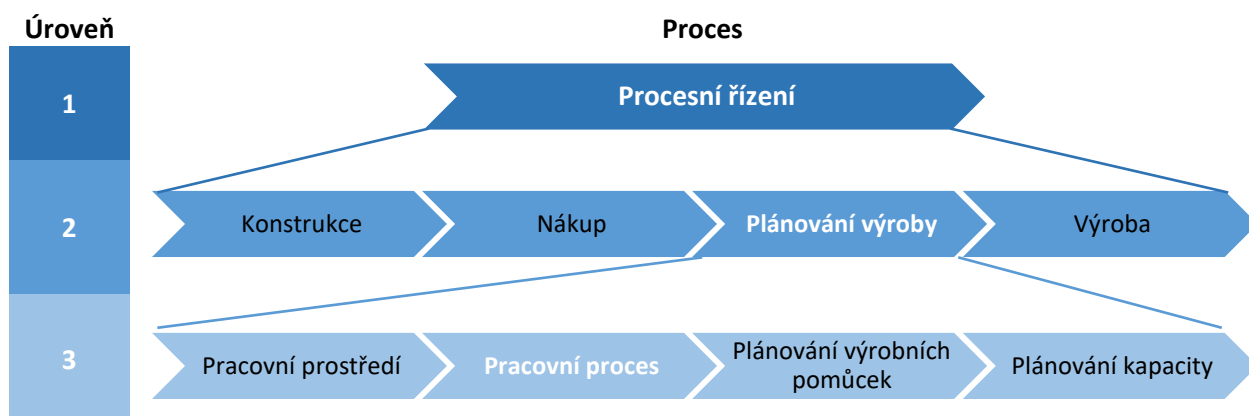 Úroveň
Proces
1
Procesní řízení
2
Konstrukce
Nákup
Plánování výroby
Výroba
3
Pracovní prostředí
Pracovní proces
Plánování výrobních
pomůcek
Plánování kapacity